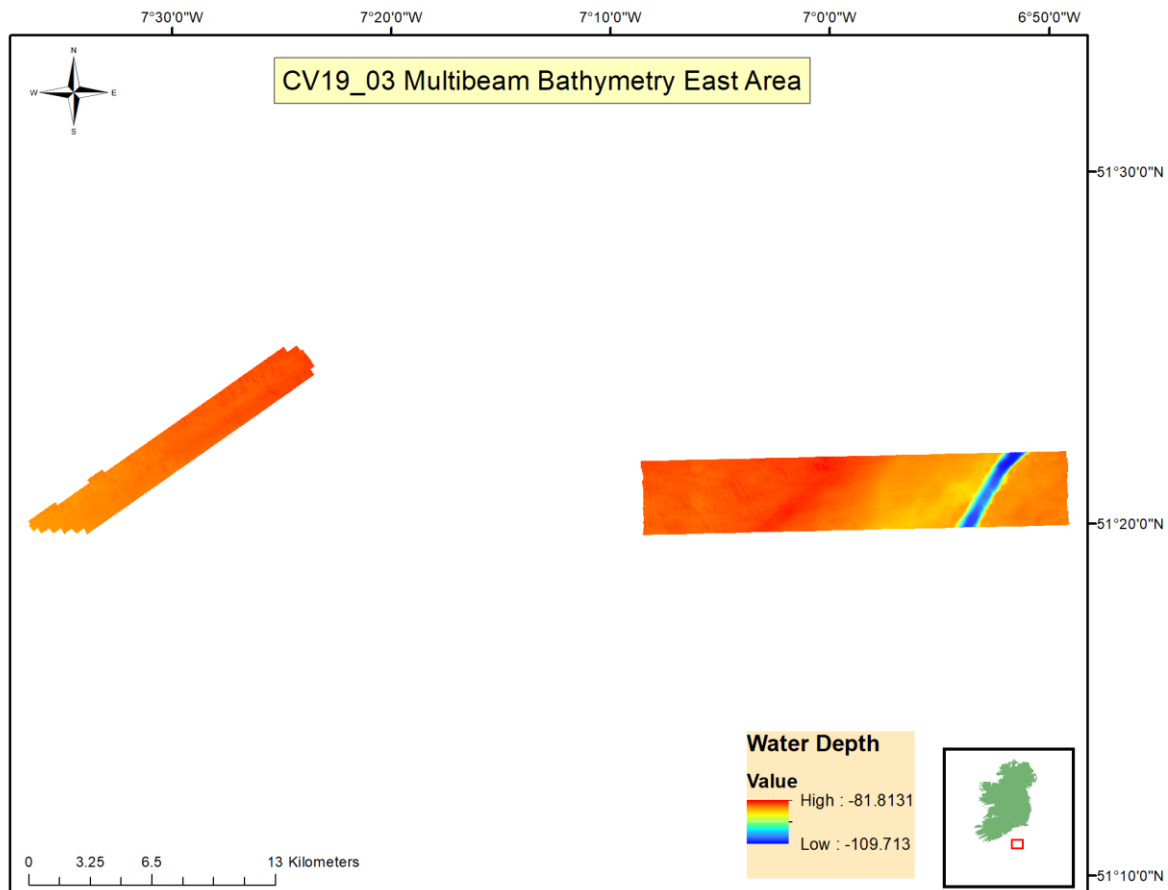 7°30'0"W 7°20'0"W 7°10'0"W 7°0'0"W 6°50'0"W
N
W E
S
CV19_03 Multibeam Bathymetry East Area
51°30'0"N
51°20'0"N
Water Depth
Value
High : -81.8131
Low : -109.713
0 3.25 6.5 13 Kilometers
51°10'0"N